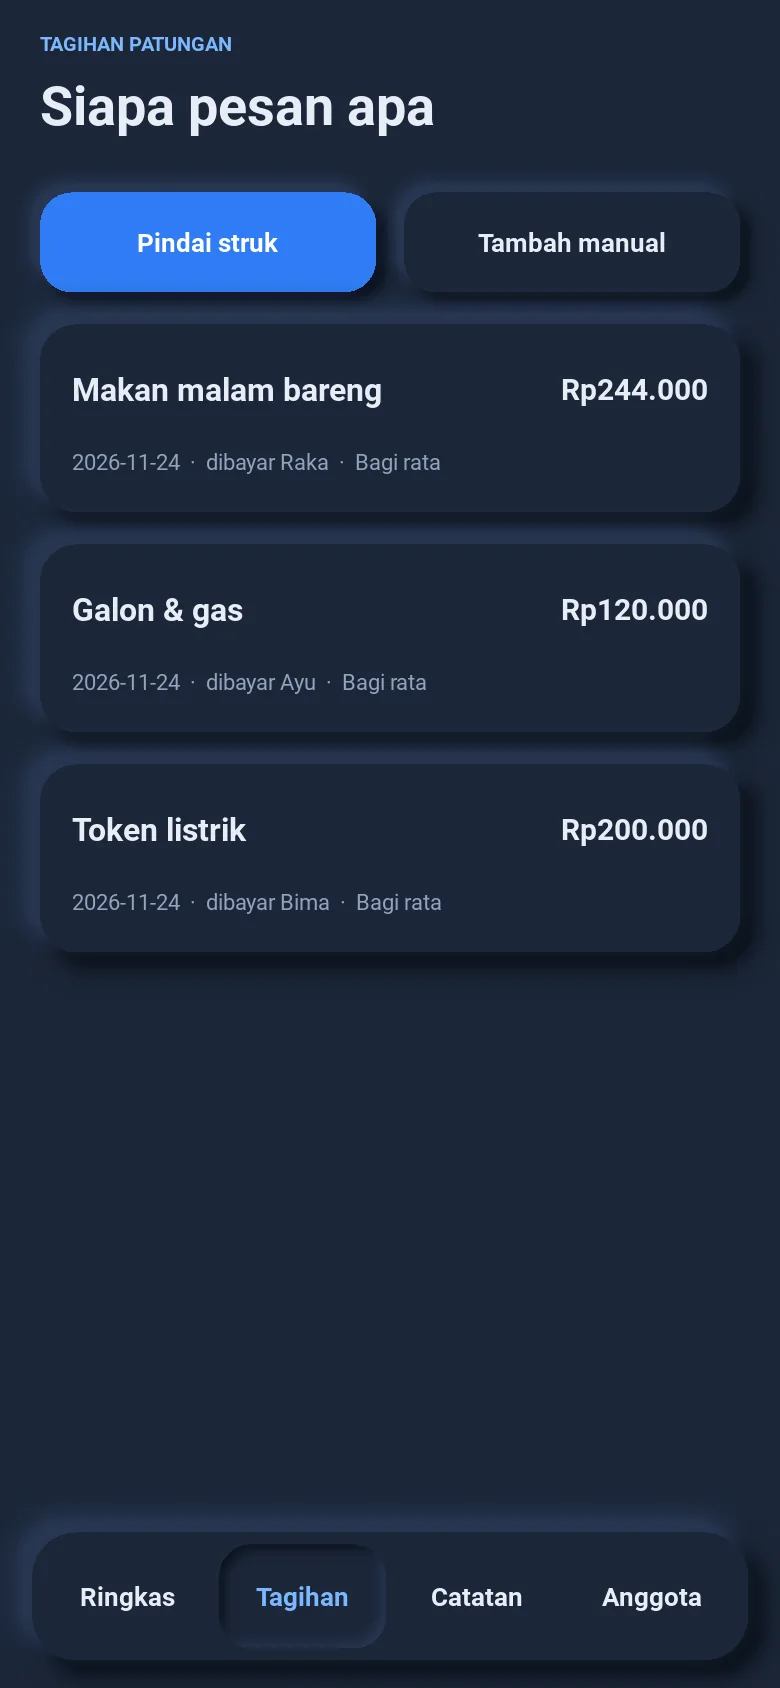 TAGIHAN PATUNGAN
Siapa pesan apa
Pindai struk
Tambah manual
Makan malam bareng
Rp244.000
2026-11-24 · dibayar Raka · Bagi rata
Galon & gas
Rp120.000
2026-11-24 · dibayar Ayu · Bagi rata
Token listrik
Rp200.000
2026-11-24 · dibayar Bima · Bagi rata
Ringkas
Tagihan
Catatan
Anggota